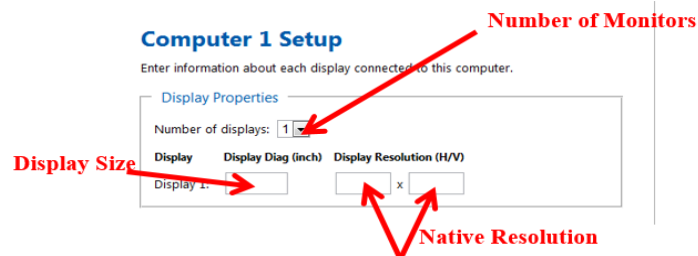 Number of Monitors
Computer 1 Setup
Enter information about each display connected to this computer.
Display Properties
Number of displays: 1
Display Display Diag (inch) Display Resolution (H/V)
Display Size
Display 1: x
Native Resolution